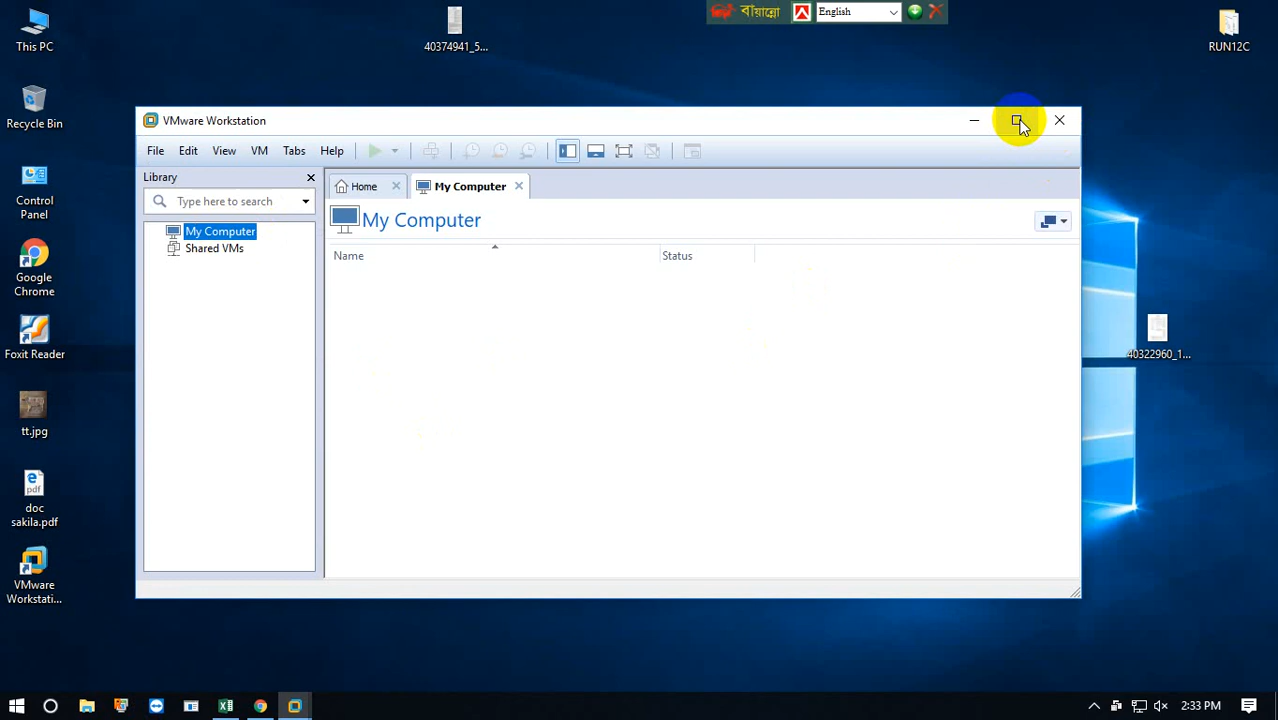 This PC
40374941_5...
বায়ান্নো
English
RUN12C
Recycle Bin
VMware Workstation
File Edit View VM Tabs Help
Library
Home
My Computer
Type here to search
My Computer
Control
Panel
My Computer
Shared VMs
Name
Status
Google
Chrome
Foxit Reader
40322960_1...
tt.jpg
pdf
doc
sakila.pdf
VMware
Workstati...
2:33 PM